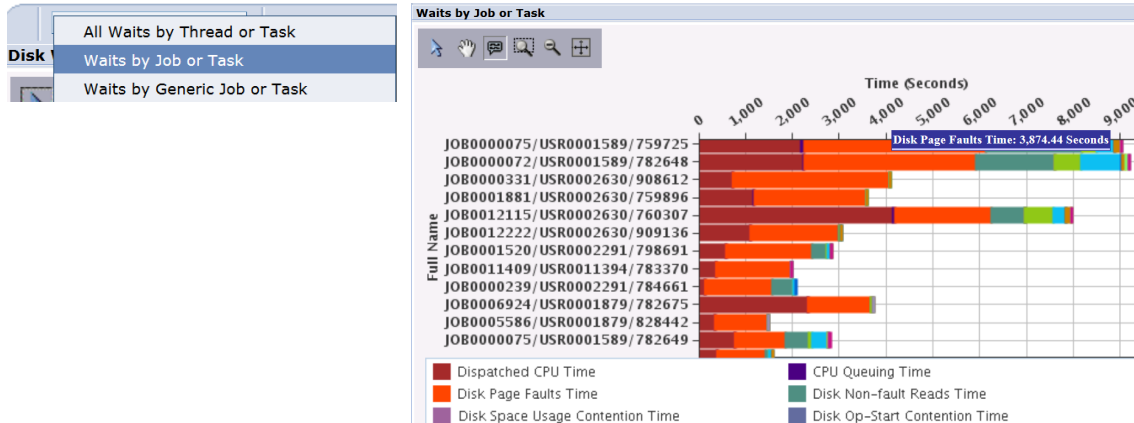 All Waits by Thread or Task
Disk
Waits by Job or Task
Waits by Generic Job or Task
Waits by Job or Task
Time (Seconds)
0 1,000 2,000 3,000 4,000 5,000 6,000 7,000 8,000 9,000
Disk Page Faults Time: 3,874.44 Seconds
Full Name
JOB0000075/USR0001589/759725
JOB0000072/USR0001589/782648
JOB0000331/USR0002630/908612
JOB0001881/USR0002630/759896
JOB0012115/USR0002630/760307
JOB0012222/USR0002630/909136
JOB0001520/USR0002291/798691
JOB0011409/USR0011394/783370
JOB0000239/USR0002291/784661
JOB0006924/USR0001879/782675
JOB0005586/USR0001879/828442
JOB0000075/USR0001589/782649
Dispatched CPU Time
CPU Queuing Time
Disk Page Faults Time
Disk Non-fault Reads Time
Disk Space Usage Contention Time
Disk Op-Start Contention Time